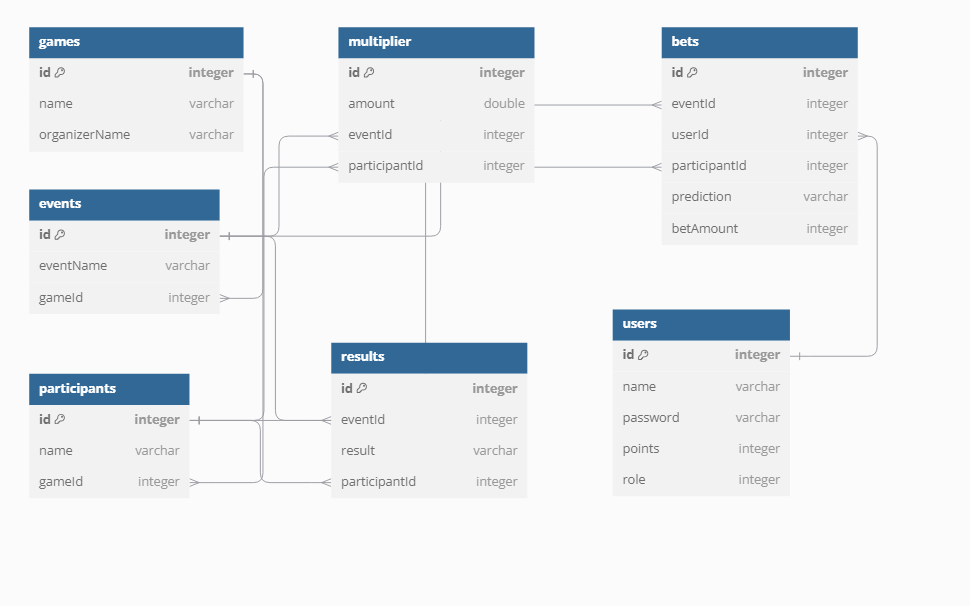 games
id integer
name varchar
organizerName varchar
events
id integer
eventName varchar
gameId integer
participants
id integer
name varchar
gameId integer
multiplier
id integer
amount double
eventId integer
participantId integer
results
id integer
eventId integer
result varchar
participantId integer
bets
id integer
eventId integer
userId integer
participantId integer
prediction varchar
betAmount integer
users
id integer
name varchar
password varchar
points integer
role integer